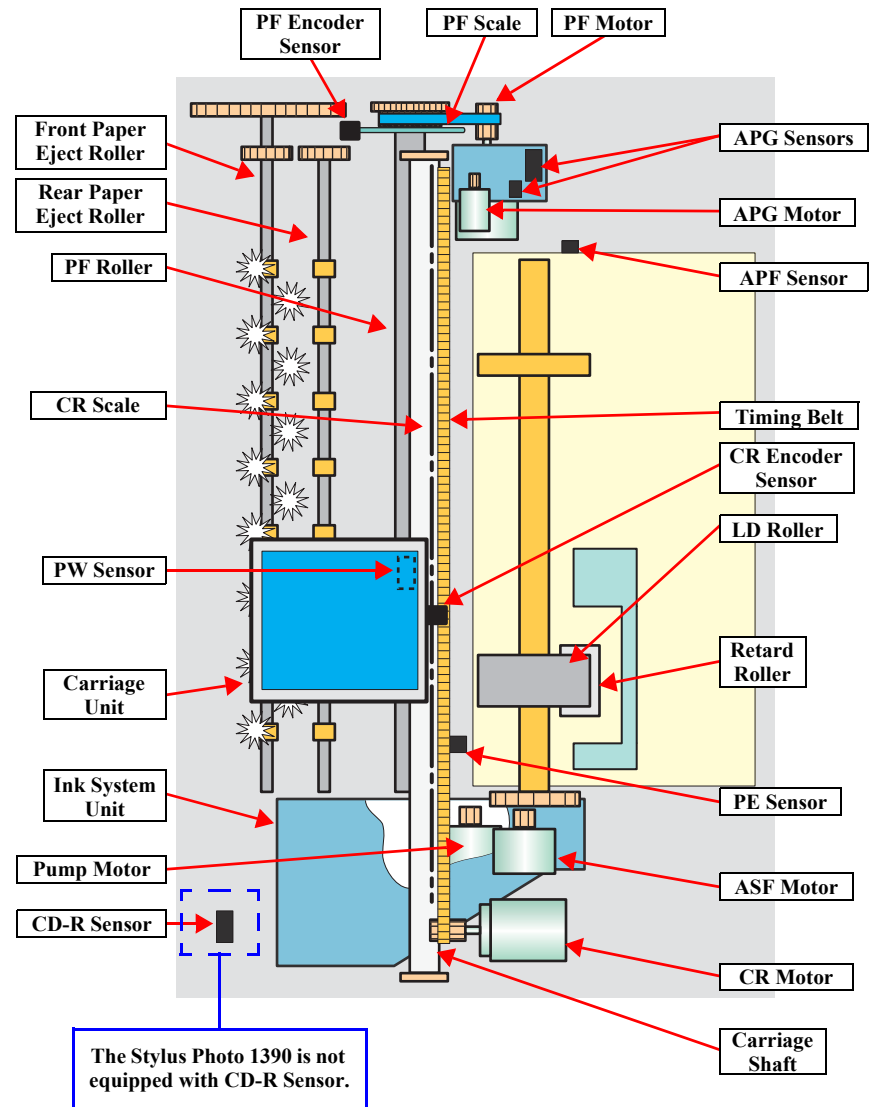 PF Encoder
Sensor
PF Scale
PF Motor
Front Paper
Eject Roller
Rear Paper
Eject Roller
PF Roller
CR Scale
PW Sensor
Carriage
Unit
Ink System
Unit
Pump Motor
CD-R Sensor
APG Sensors
APG Motor
APF Sensor
Timing Belt
CR Encoder
Sensor
LD Roller
Retard
Roller
PE Sensor
ASF Motor
CR Motor
Carriage
Shaft
The Stylus Photo 1390 is not
equipped with CD-R Sensor.